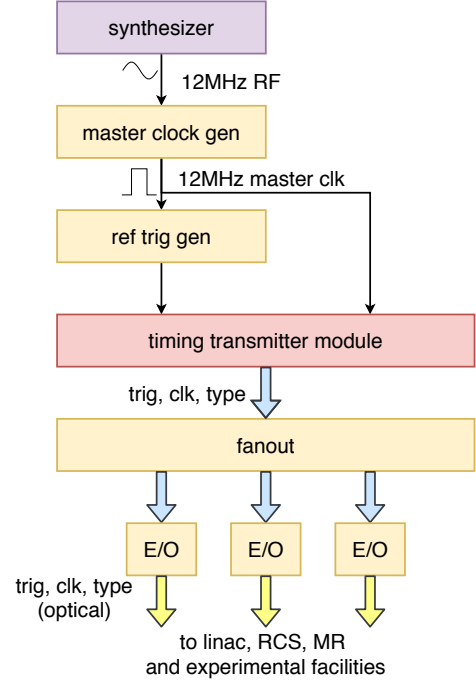 synthesizer
12MHz RF
master clock gen
12MHz master clk
ref trig gen
timing transmitter module
trig, clk, type
fanout
E/O E/O E/O
trig, clk, type
(optical)
to linac, RCS, MR
and experimental facilities